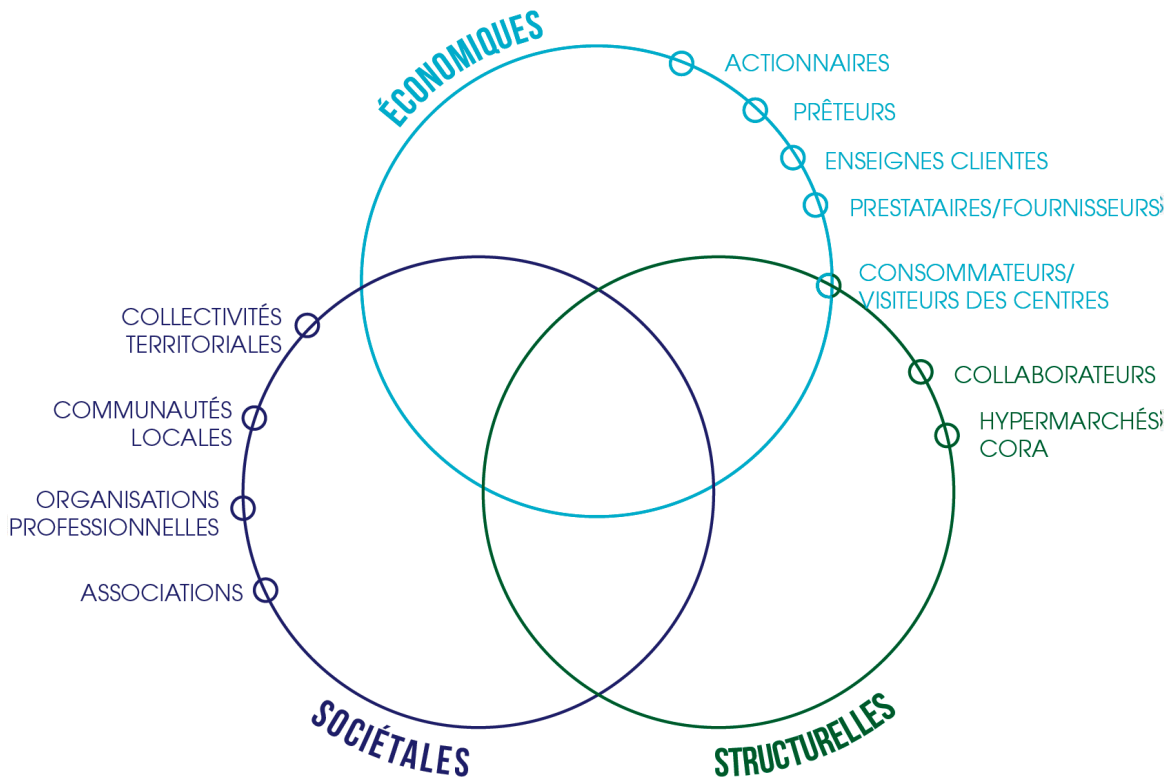 ÉCONOMIQUES
ACTIONNAIRES
PRÊTEURS
ENSEIGNES CLIENTES
PRESTATAIRES/FOURNISSEURS
CONSOMMATEURS/
VISITEURS DES CENTRES
COLLABORATEURS
HYPERMARCHÉS
CORA
STRUCTURELLES
COLLECTIVITÉS
TERRITORIALES
COMMUNAUTÉS
LOCALES
ORGANISATIONS
PROFESSIONNELLES
ASSOCIATIONS
SOCIÉTALES